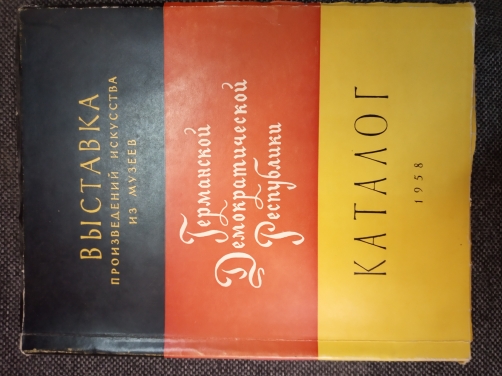 ВЫСТАВКА
ПРОИЗВЕДЕНИЙ ИСКУССТВА
ИЗ МУЗЕЕВ
Германской
Демократической
Республики
КАТАЛОГ
1958